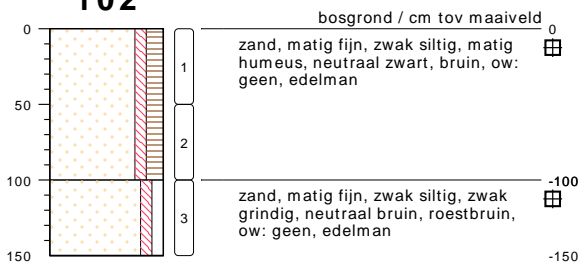 102
bosgrond / cm tov maaiveld
0
0
zand, matig fijn, zwak siltig, matig
humeus, neutraal zwart, bruin, ow:
geen, edelman
1
50
2
100
-100
zand, matig fijn, zwak siltig, zwak
grindig, neutraal bruin, roestbruin,
ow: geen, edelman
3
150
-150